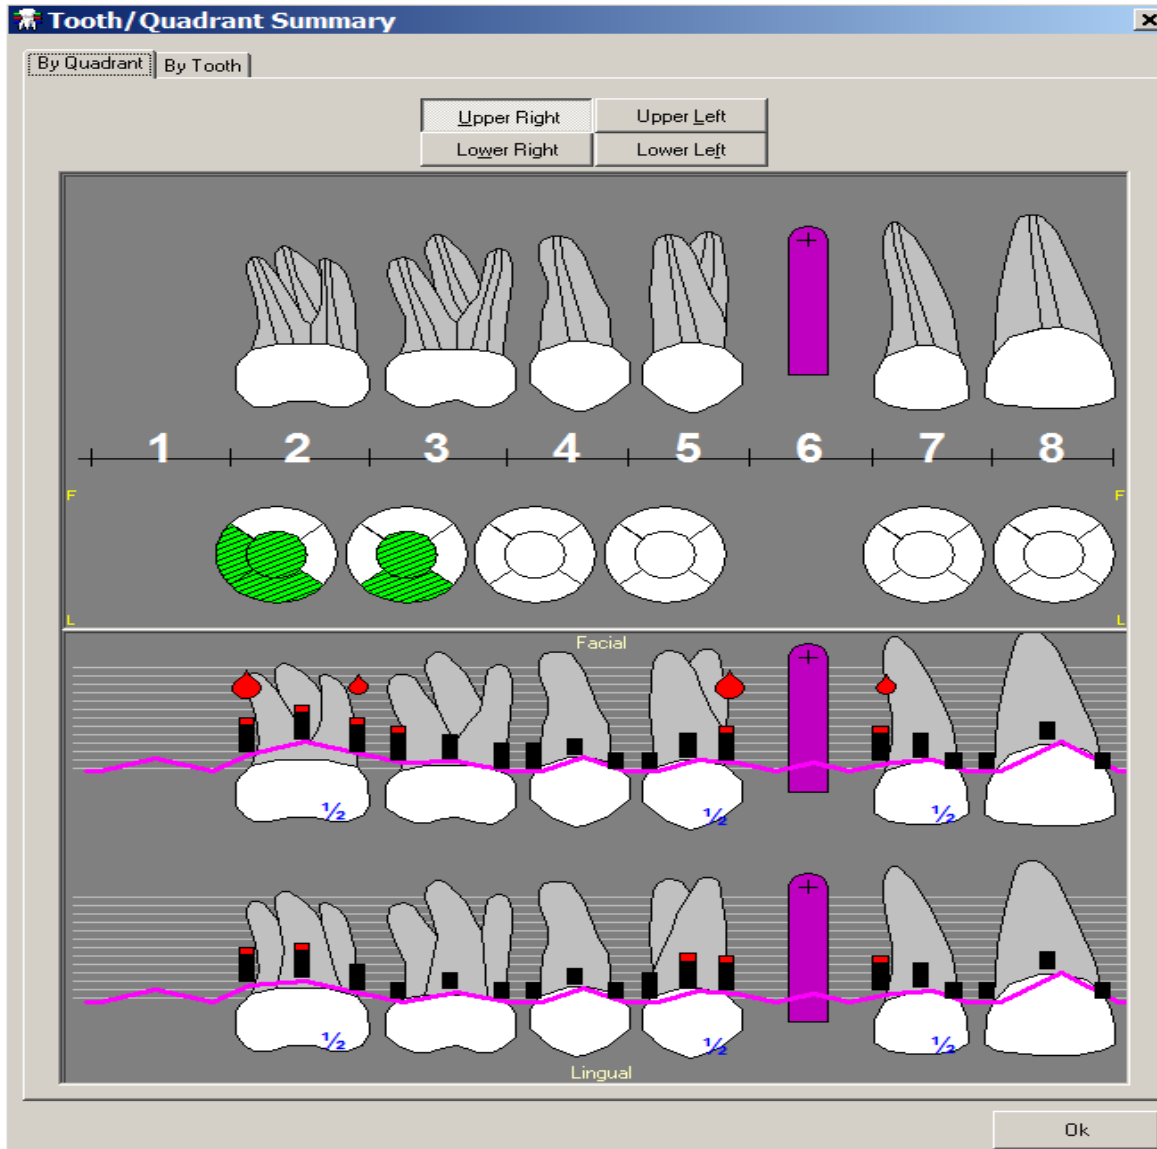 Tooth/Quadrant Summary
By Quadrant By Tooth
Upper Right Upper Left
Lower Right Lower Left
1 2 3 4 5 6 7 8
F F
L L
Facial
½ ½ ½
½ ½ ½
Lingual
Ok